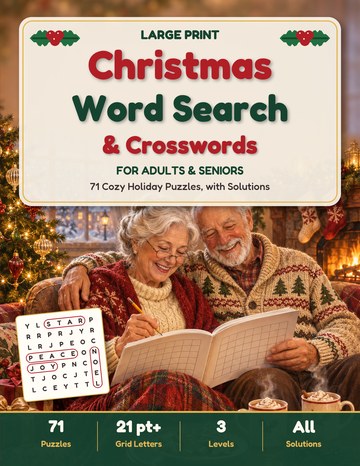 LARGE PRINT
Christmas
Word Search
& Crosswords
FOR ADULTS & SENIORS
71 Cozy Holiday Puzzles, with Solutions
Y L S T A R P
R R P R J Y R
L R J P E O C
P E A C E O N
J O Y P N C O
T J O C J T E
L C E Y T T L
71
Puzzles
21 pt+
Grid Letters
3
Levels
All
Solutions